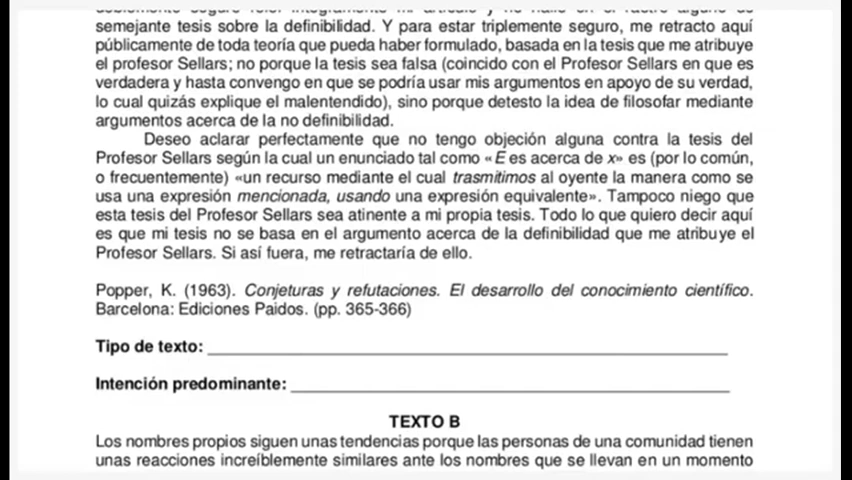 semejante tesis sobre la definibilidad. Y para estar triplemente seguro, me retracto aquí
públicamente de toda teoría que pueda haber formulado, basada en la tesis que me atribuye
el profesor Sellars; no porque la tesis sea falsa (coincido con el Profesor Sellars en que es
verdadera y hasta convengo en que se podría usar mis argumentos en apoyo de su verdad,
lo cual quizás explique el malentendido), sino porque detesto la idea de filosofar mediante
argumentos acerca de la no definibilidad.
Deseo aclarar perfectamente que no tengo objeción alguna contra la tesis del
Profesor Sellars según la cual un enunciado tal como «E es acerca de x» es (por lo común,
o frecuentemente) «un recurso mediante el cual trasmitimos al oyente la manera como se
usa una expresión mencionada, usando una expresión equivalente». Tampoco niego que
esta tesis del Profesor Sellars sea atinente a mi propia tesis. Todo lo que quiero decir aquí
es que mi tesis no se basa en el argumento acerca de la definibilidad que me atribuye el
Profesor Sellars. Si así fuera, me retractaría de ello.
Popper, K. (1963). Conjeturas y refutaciones. El desarrollo del conocimiento científico.
Barcelona: Ediciones Paidos. (pp. 365-366)
Tipo de texto:
Intención predominante:
TEXTO B
Los nombres propios siguen unas tendencias porque las personas de una comunidad tienen
unas reacciones increíblemente similares ante los nombres que se llevan en un momento